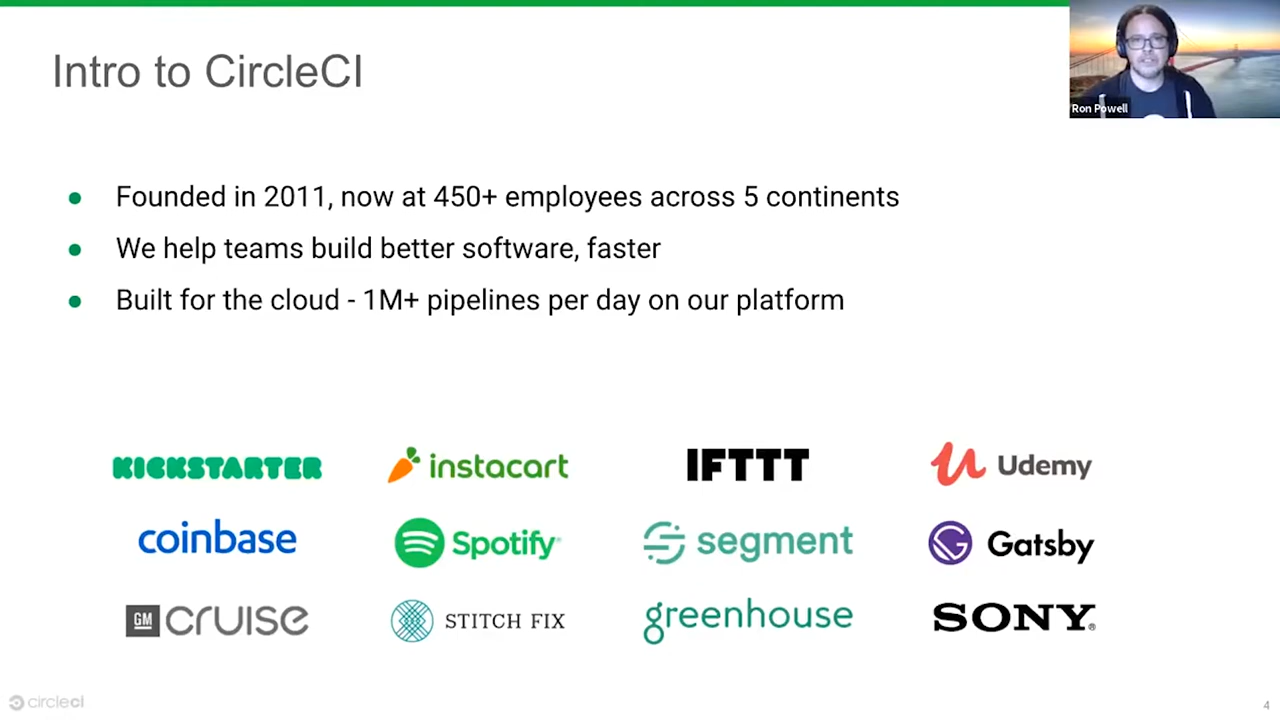 Intro to CircleCI
Ron Powell
Founded in 2011, now at 450+ employees across 5 continents
We help teams build better software, faster
Built for the cloud - 1M+ pipelines per day on our platform
KICKSTARTER
instacart
IFTTT
Udemy
coinbase
Spotify®
segment
Gatsby
GM cruise
STITCH FIX
greenhouse
SONY®
circleci
4